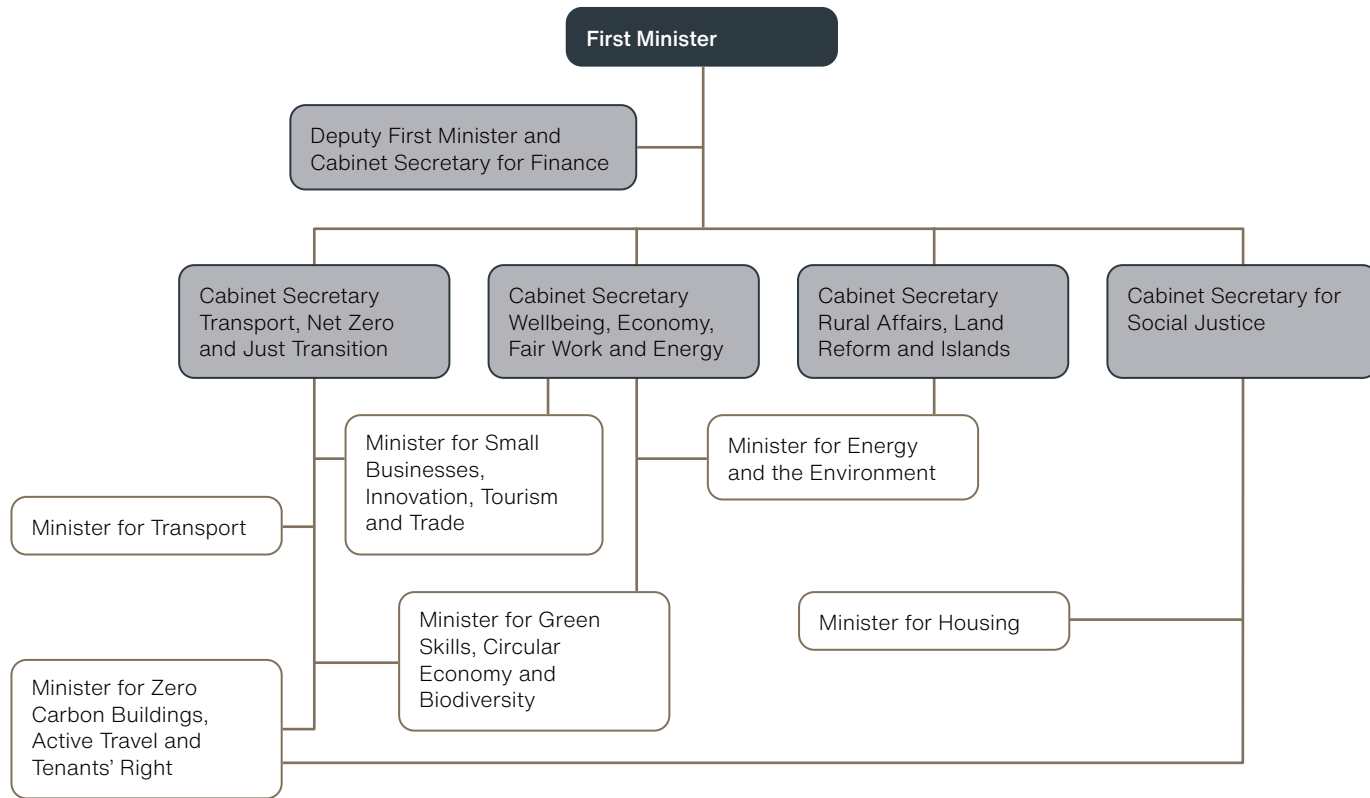 First Minister
Deputy First Minister and
Cabinet Secretary for Finance
Cabinet Secretary
Transport, Net Zero
and Just Transition
Cabinet Secretary
Wellbeing, Economy,
Fair Work and Energy
Cabinet Secretary
Rural Affairs, Land
Reform and Islands
Cabinet Secretary for
Social Justice
Minister for Small
Businesses,
Innovation, Tourism
and Trade
Minister for Energy
and the Environment
Minister for Transport
Minister for Green
Skills, Circular
Economy and
Biodiversity
Minister for Housing
Minister for Zero
Carbon Buildings,
Active Travel and
Tenants’ Right